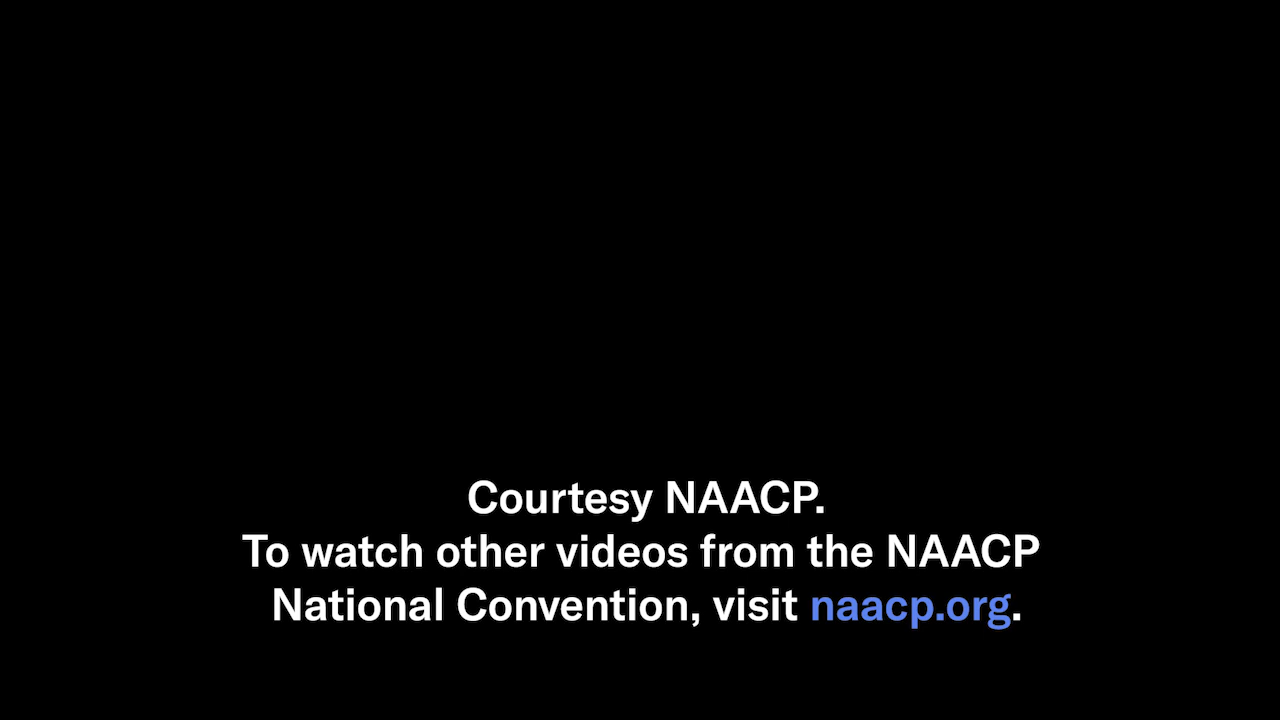 Courtesy NAACP.
To watch other videos from the NAACP
National Convention, visit naacp.org.